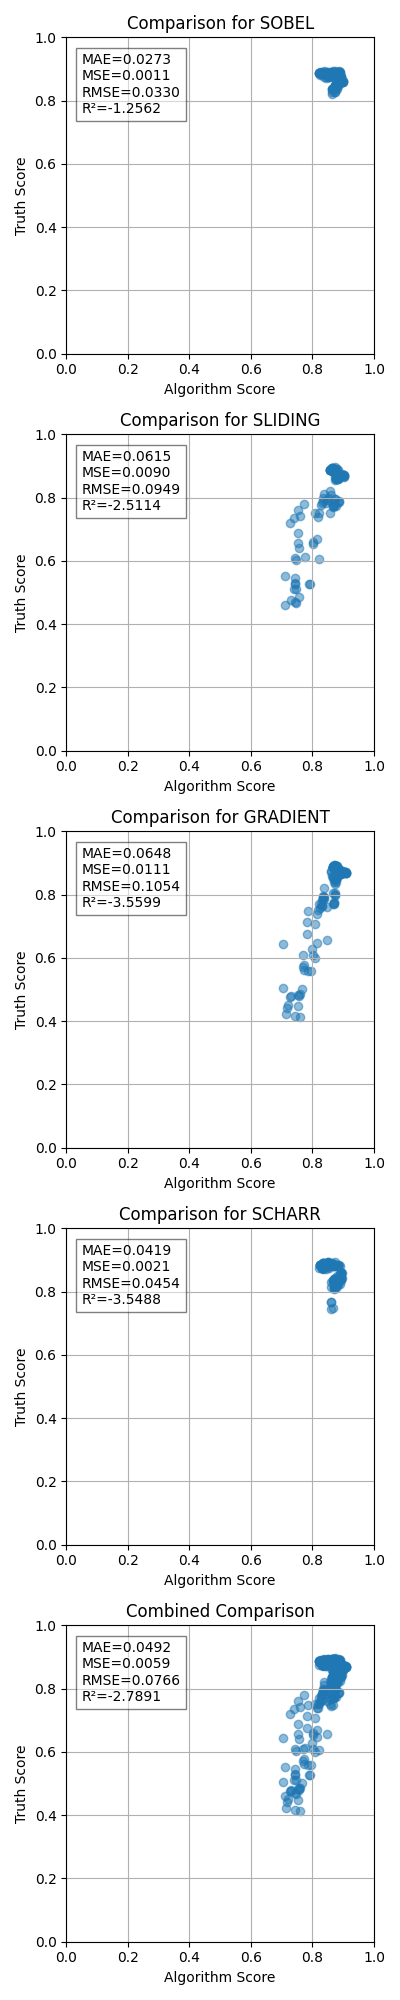 Comparison for SOBEL
MAE=0.0273
MSE=0.0011
RMSE=0.0330
R²=-1.2562
Truth Score
1.0
0.8
0.6
0.4
0.2
0.0
0.0 0.2 0.4 0.6 0.8 1.0
Algorithm Score
Comparison for SLIDING
MAE=0.0615
MSE=0.0090
RMSE=0.0949
R²=-2.5114
Truth Score
1.0
0.8
0.6
0.4
0.2
0.0
0.0 0.2 0.4 0.6 0.8 1.0
Algorithm Score
Comparison for GRADIENT
MAE=0.0648
MSE=0.0111
RMSE=0.1054
R²=-3.5599
Truth Score
1.0
0.8
0.6
0.4
0.2
0.0
0.0 0.2 0.4 0.6 0.8 1.0
Algorithm Score
Comparison for SCHARR
MAE=0.0419
MSE=0.0021
RMSE=0.0454
R²=-3.5488
Truth Score
1.0
0.8
0.6
0.4
0.2
0.0
0.0 0.2 0.4 0.6 0.8 1.0
Algorithm Score
Combined Comparison
MAE=0.0492
MSE=0.0059
RMSE=0.0766
R²=-2.7891
Truth Score
1.0
0.8
0.6
0.4
0.2
0.0
0.0 0.2 0.4 0.6 0.8 1.0
Algorithm Score